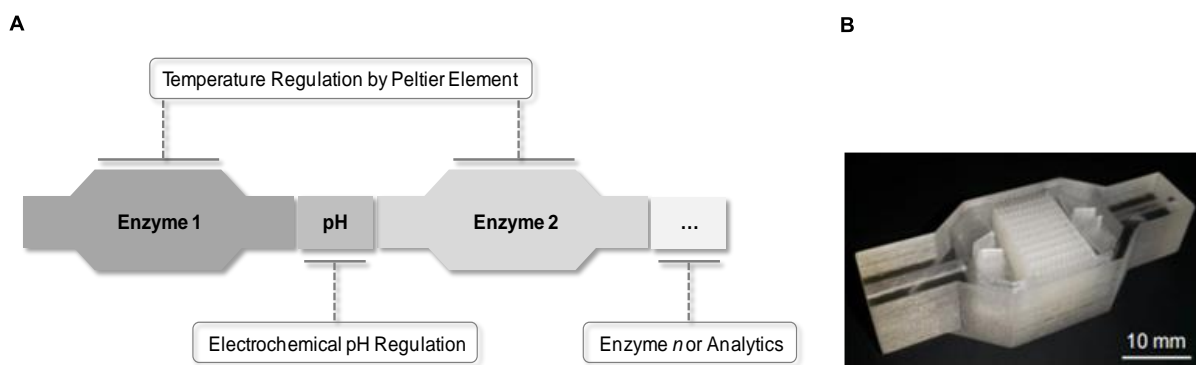 A
B
Temperature Regulation by Peltier Element
Enzyme 1
pH
Enzyme 2
...
Electrochemical pH Regulation
Enzyme n or Analytics
10 mm